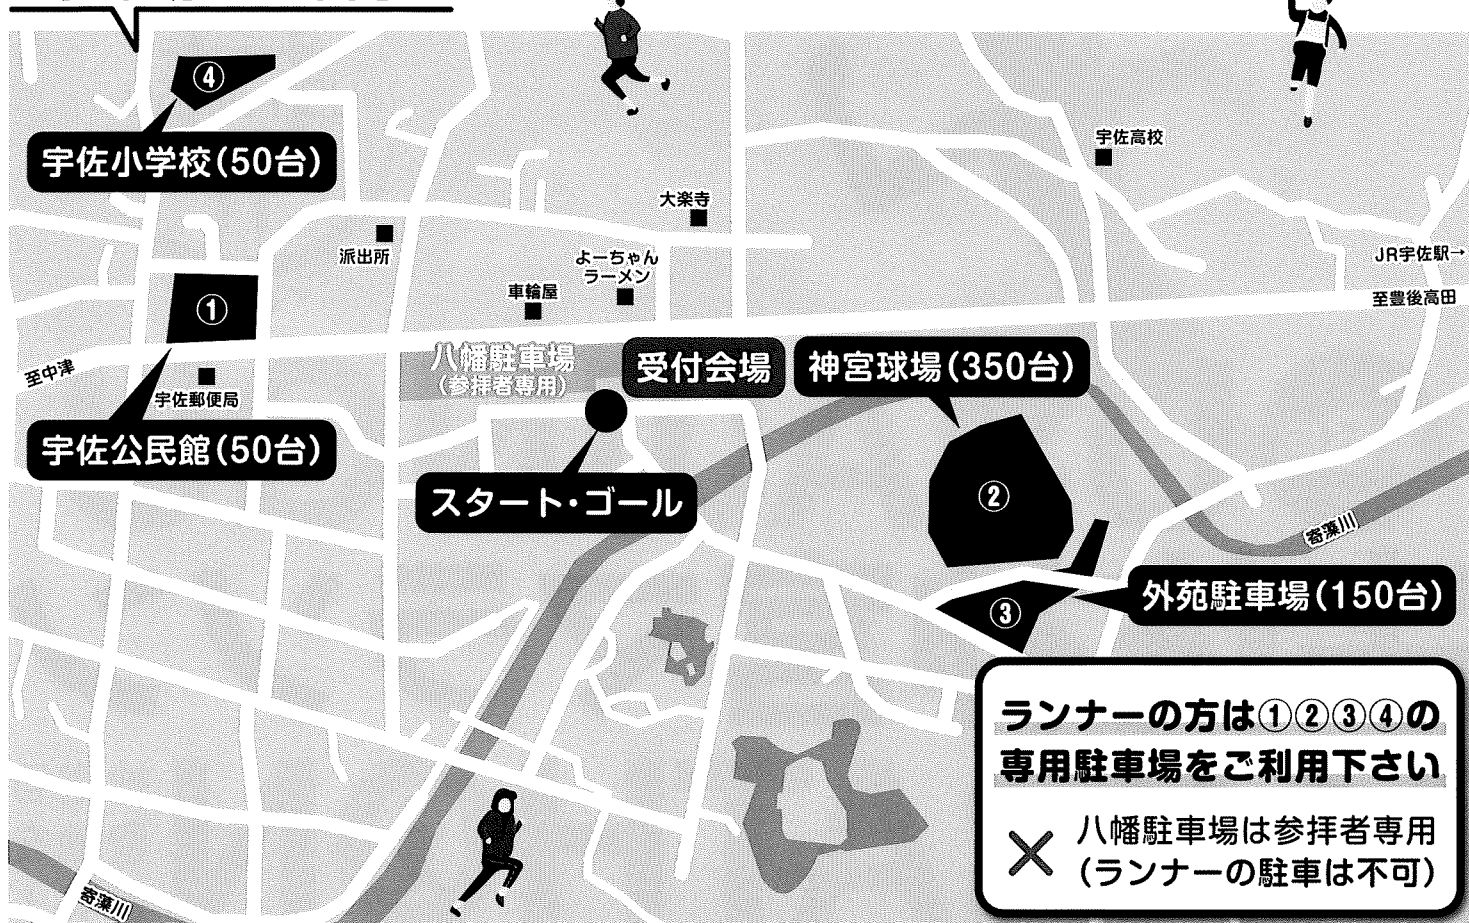 ④
宇佐小学校(50台)
宇佐高校
大楽寺
派出所
よーちゃん
ラーメン
JR宇佐駅→
車輪屋
至豊後高田
①
八幡駐車場
(参拝者専用)
受付会場
神宮球場(350台)
至中津
宇佐郵便局
宇佐公民館(50台)
スタート・ゴール
②
寄藻川
外苑駐車場(150台)
③
ランナーの方は①②③④の
専用駐車場をご利用下さい
八幡駐車場は参拝者専用
(ランナーの駐車は不可)
寄藻川